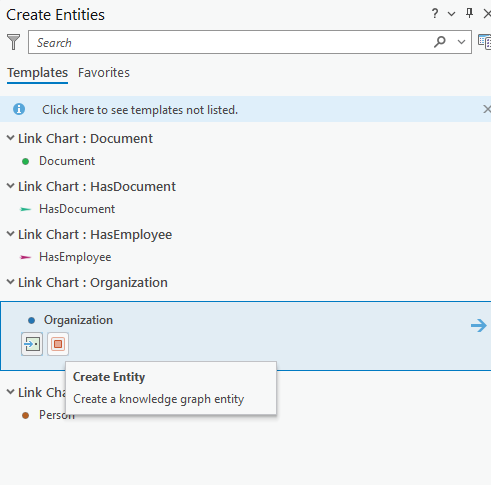 Create Entities
?
Search
Templates Favorites
Click here to see templates not listed.
Link Chart : Document
Document
Link Chart : HasDocument
HasDocument
Link Chart : HasEmployee
HasEmployee
Link Chart : Organization
Organization
Create Entity
Create a knowledge graph entity
Link Cha
Person